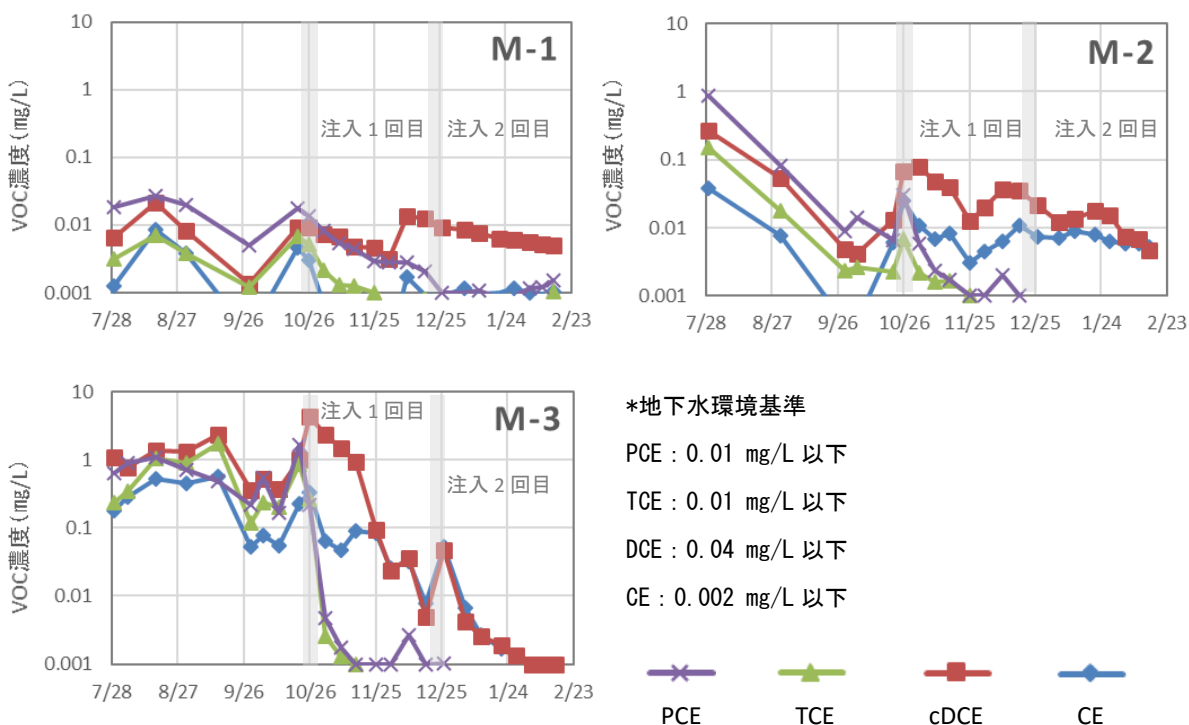 M-1
VOC濃度(mg/L)
10
1
0.1
0.01
0.001
注入1回目
注入2回目
7/28 8/27 9/26 10/26 11/25 12/25 1/24 2/23
M-2
VOC濃度(mg/L)
10
1
0.1
0.01
0.001
注入1回目
注入2回目
7/28 8/27 9/26 10/26 11/25 12/25 1/24 2/23
M-3
VOC濃度(mg/L)
10
1
0.1
0.01
0.001
注入1回目
注入2回目
7/28 8/27 9/26 10/26 11/25 12/25 1/24 2/23
*地下水環境基準
PCE:0.01 mg/L 以下
TCE:0.01 mg/L 以下
DCE:0.04 mg/L 以下
CE:0.002 mg/L 以下
PCE TCE cDCE CE